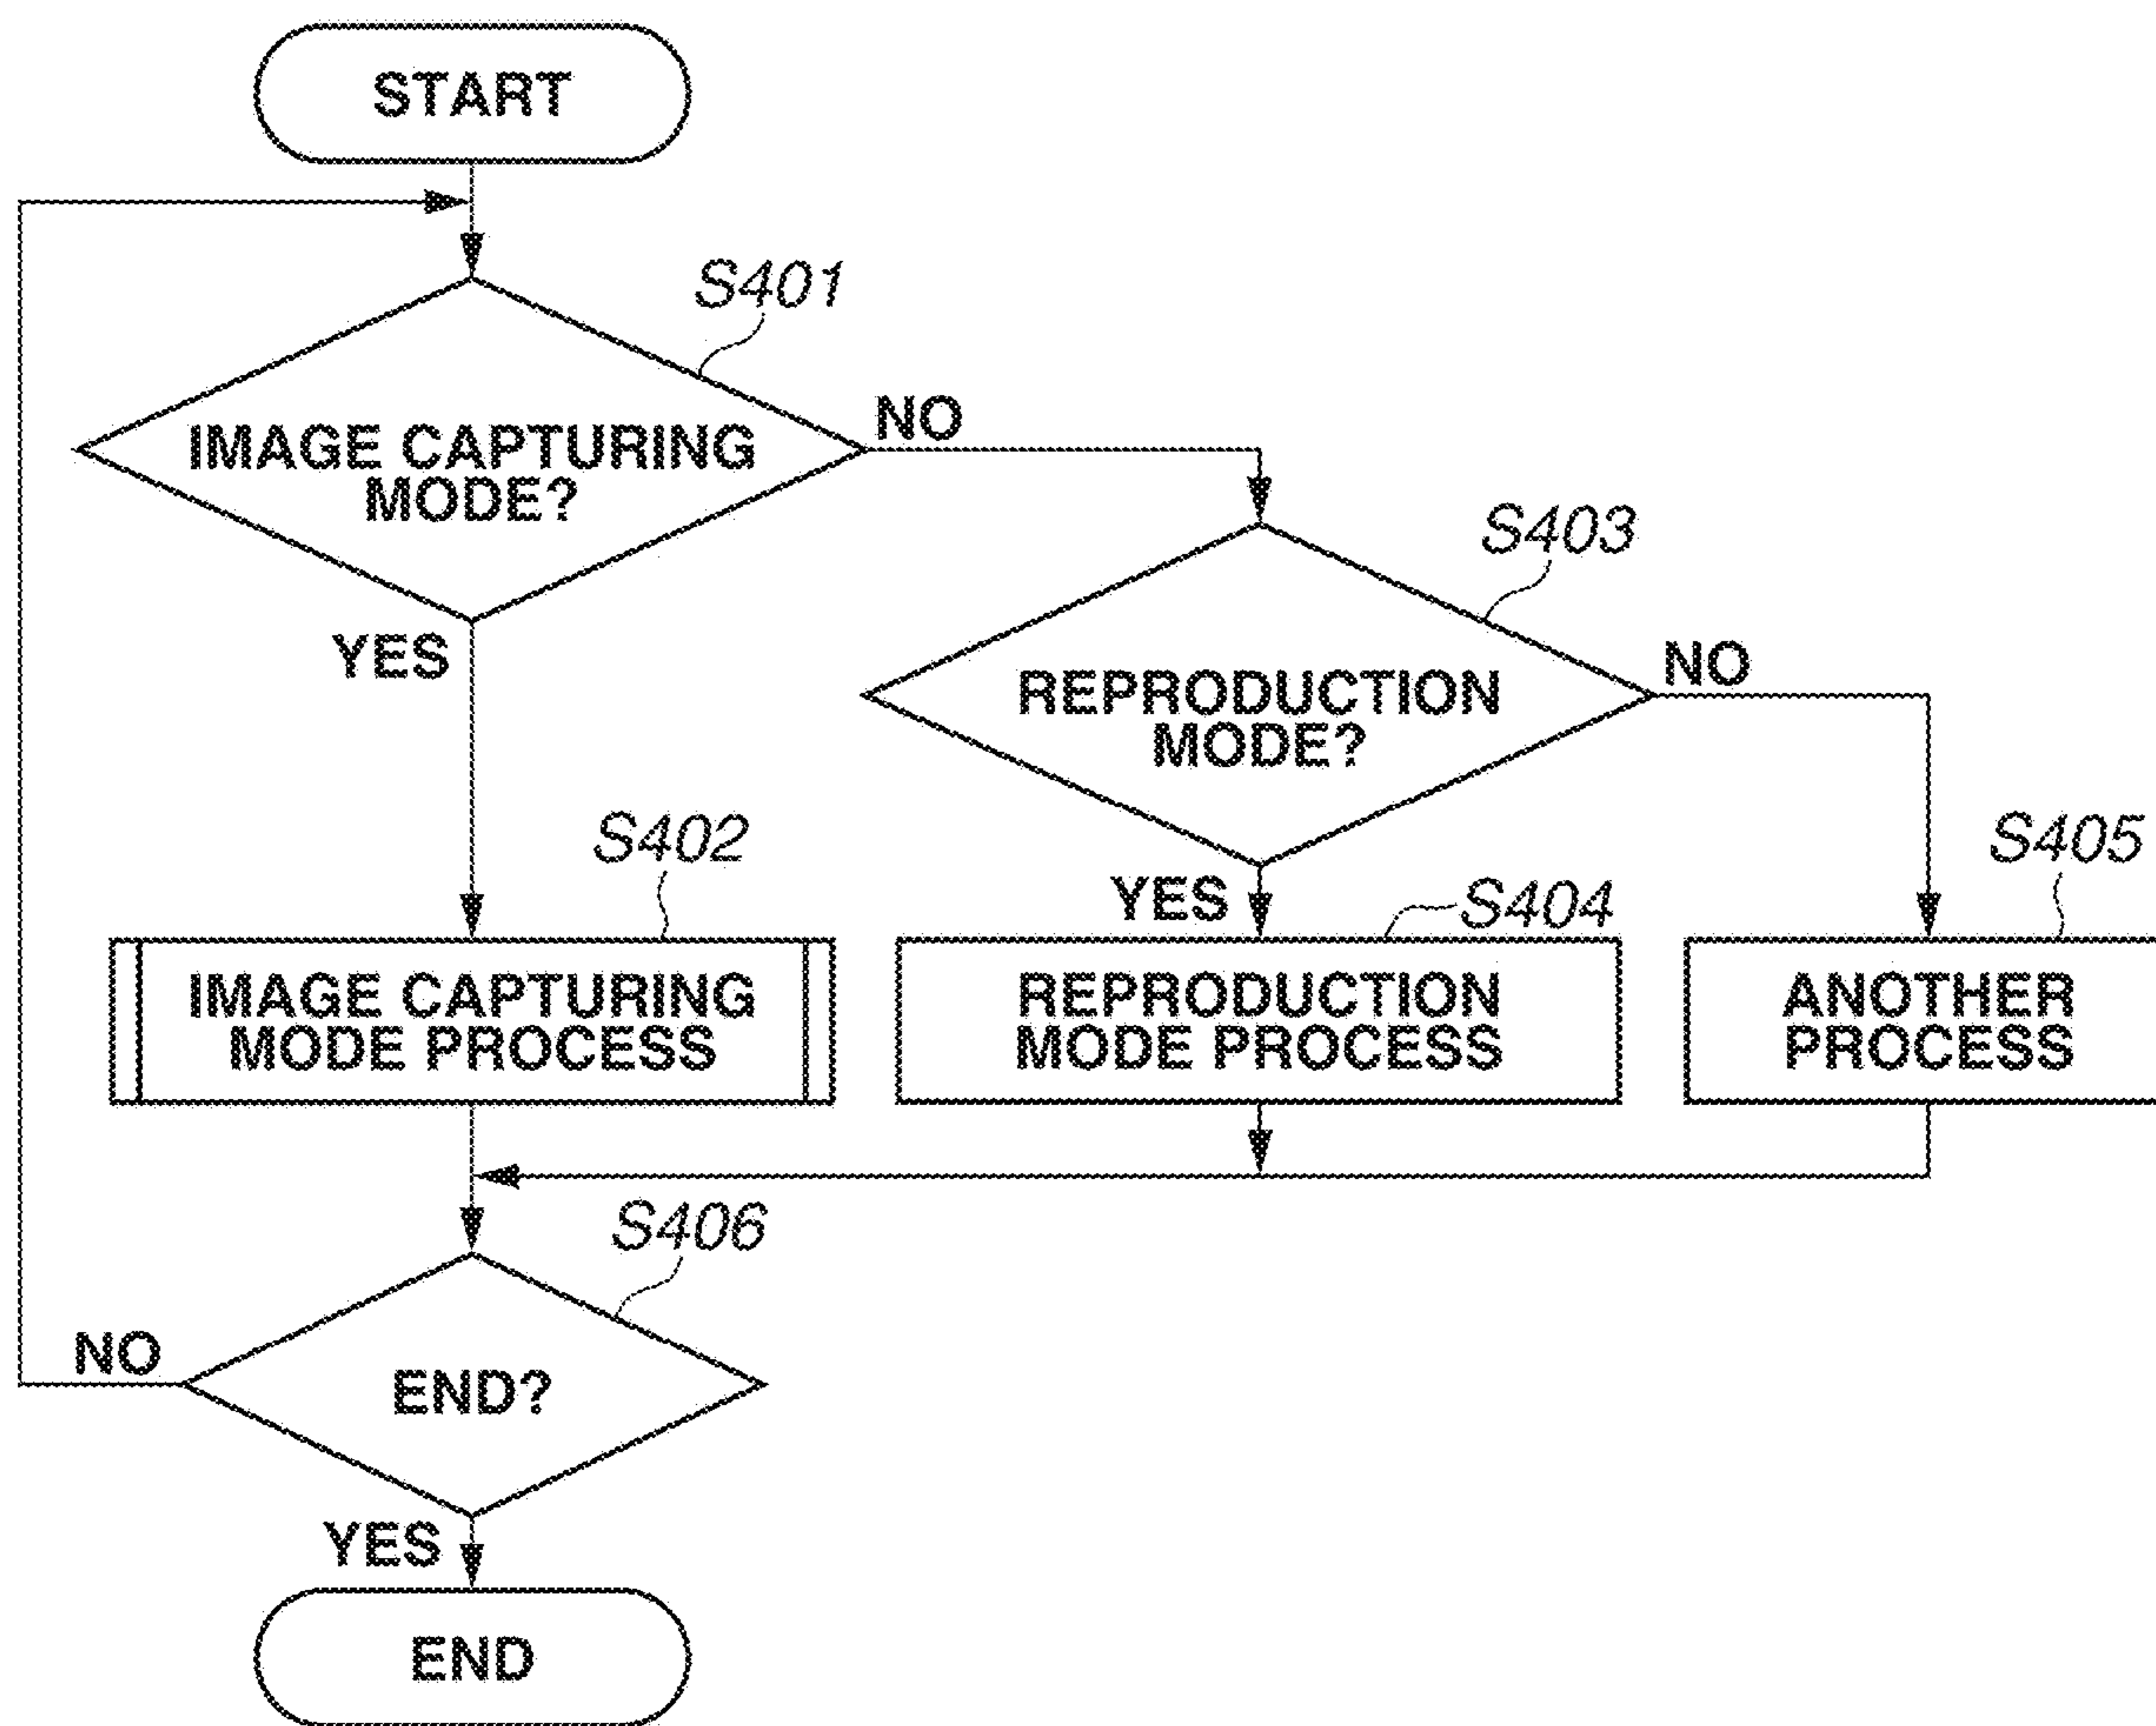 START
S401
IMAGE CAPTURING
MODE?
NO
YES
S403
REPRODUCTION
MODE?
NO
YES
S402
IMAGE CAPTURING
MODE PROCESS
S404
REPRODUCTION
MODE PROCESS
S405
ANOTHER
PROCESS
S406
END?
NO
YES
END